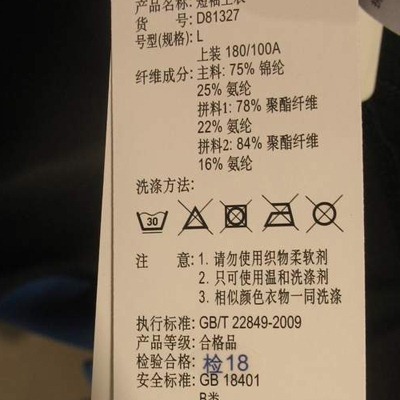 产品名称: 短袖上衣
货 号: D81327
号型(规格): L
上装 180/100A
纤维成分: 主料: 75% 锦纶
25% 氨纶
拼料1: 78% 聚酯纤维
22% 氨纶
拼料2: 84% 聚酯纤维
16% 氨纶
洗涤方法:
30
注 意: 1. 请勿使用织物柔软剂
2. 只可使用温和洗涤剂
3. 相似颜色衣物一同洗涤
执行标准: GB/T 22849-2009
产品等级: 合格品
检验合格: 检18
安全标准: GB 18401
B类